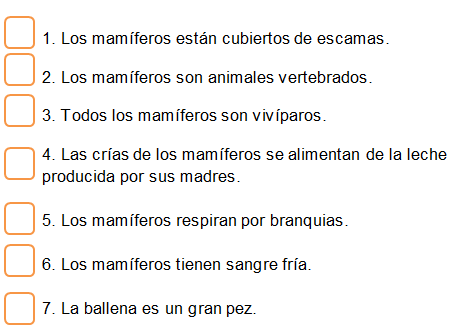 1. Los mamíferos están cubiertos de escamas.
2. Los mamíferos son animales vertebrados.
3. Todos los mamíferos son vivíparos.
4. Las crías de los mamíferos se alimentan de la leche
producida por sus madres.
5. Los mamíferos respiran por branquias.
6. Los mamíferos tienen sangre fría.
7. La ballena es un gran pez.